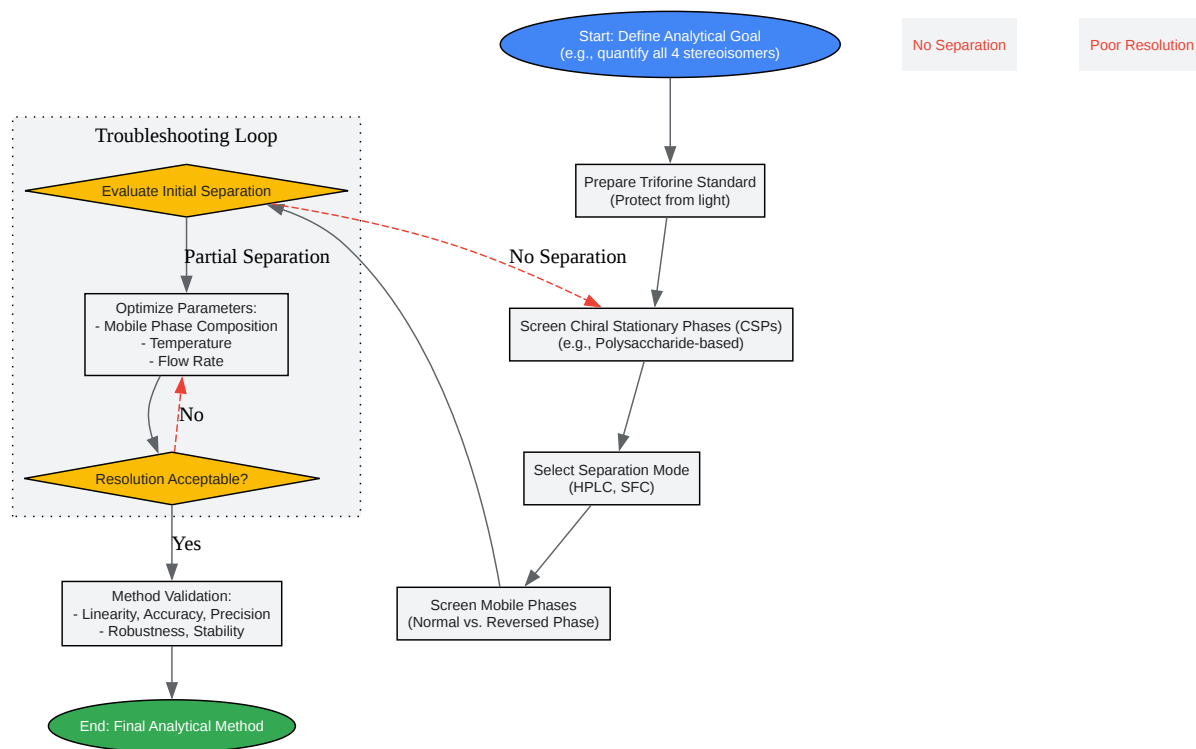 Start: Define Analytical Goal
(e.g., quantify all 4 stereoisomers)
No Separation
Poor Resolution
Troubleshooting Loop
Evaluate Initial Separation
Prepare Triforine Standard
(Protect from light)
Partial Separation
No Separation
Optimize Parameters:
- Mobile Phase Composition
- Temperature
- Flow Rate
Screen Chiral Stationary Phases (CSPs)
(e.g., Polysaccharide-based)
No
Resolution Acceptable?
Select Separation Mode
(HPLC, SFC)
Yes
Method Validation:
- Linearity, Accuracy, Precision
- Robustness, Stability
Screen Mobile Phases
(Normal vs. Reversed Phase)
End: Final Analytical Method